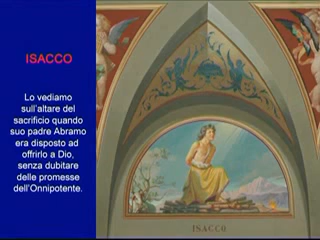 ISACCO
Lo vediamo
sull'altare del
sacrificio quando
suo padre Abramo
era disposto ad
offrirlo a Dio,
senza dubitare
delle promesse
dell'Onnipotente.
ISACCO